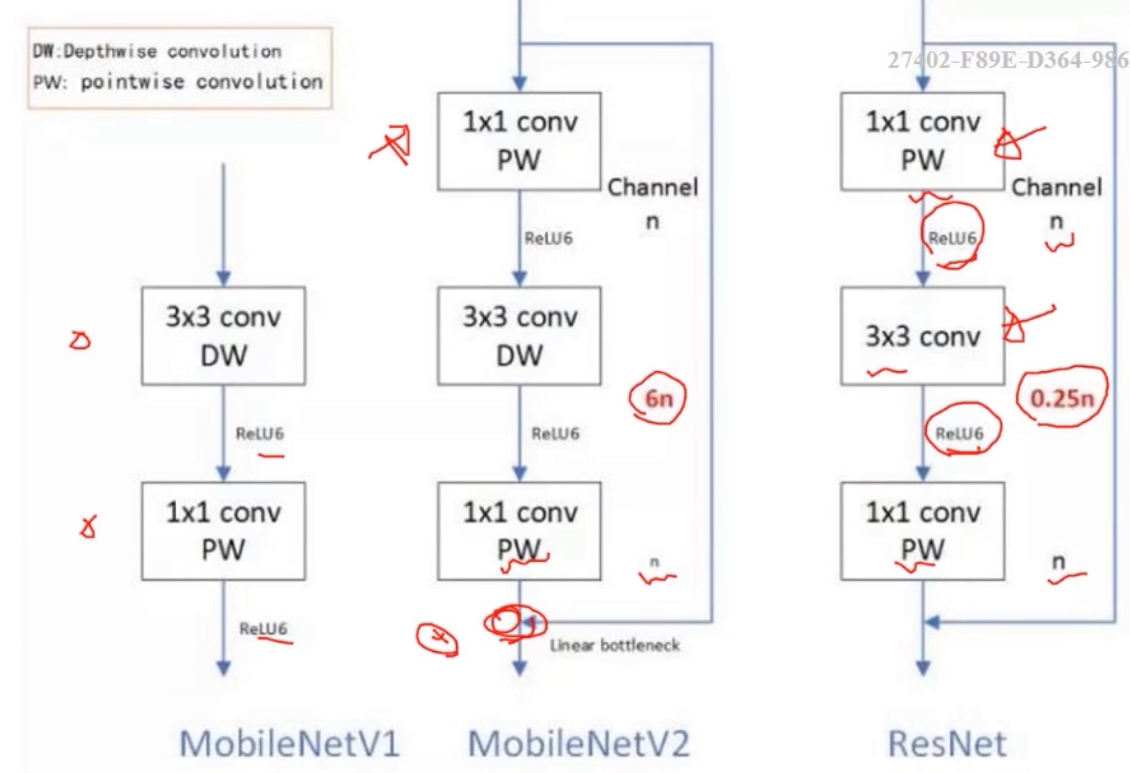 DW:Depthwise convolution
PW: pointwise convolution
3x3 conv
DW
ReLU6
1x1 conv
PW
ReLU6
MobileNetV1
1x1 conv
PW
Channel
n
ReLU6
3x3 conv
DW
6n
ReLU6
1x1 conv
PW
n
Linear bottleneck
MobileNetV2
27402-F89E-D364-986
1x1 conv
PW
Channel
n
ReLU6
3x3 conv
0.25n
ReLU6
1x1 conv
PW
n
ResNet